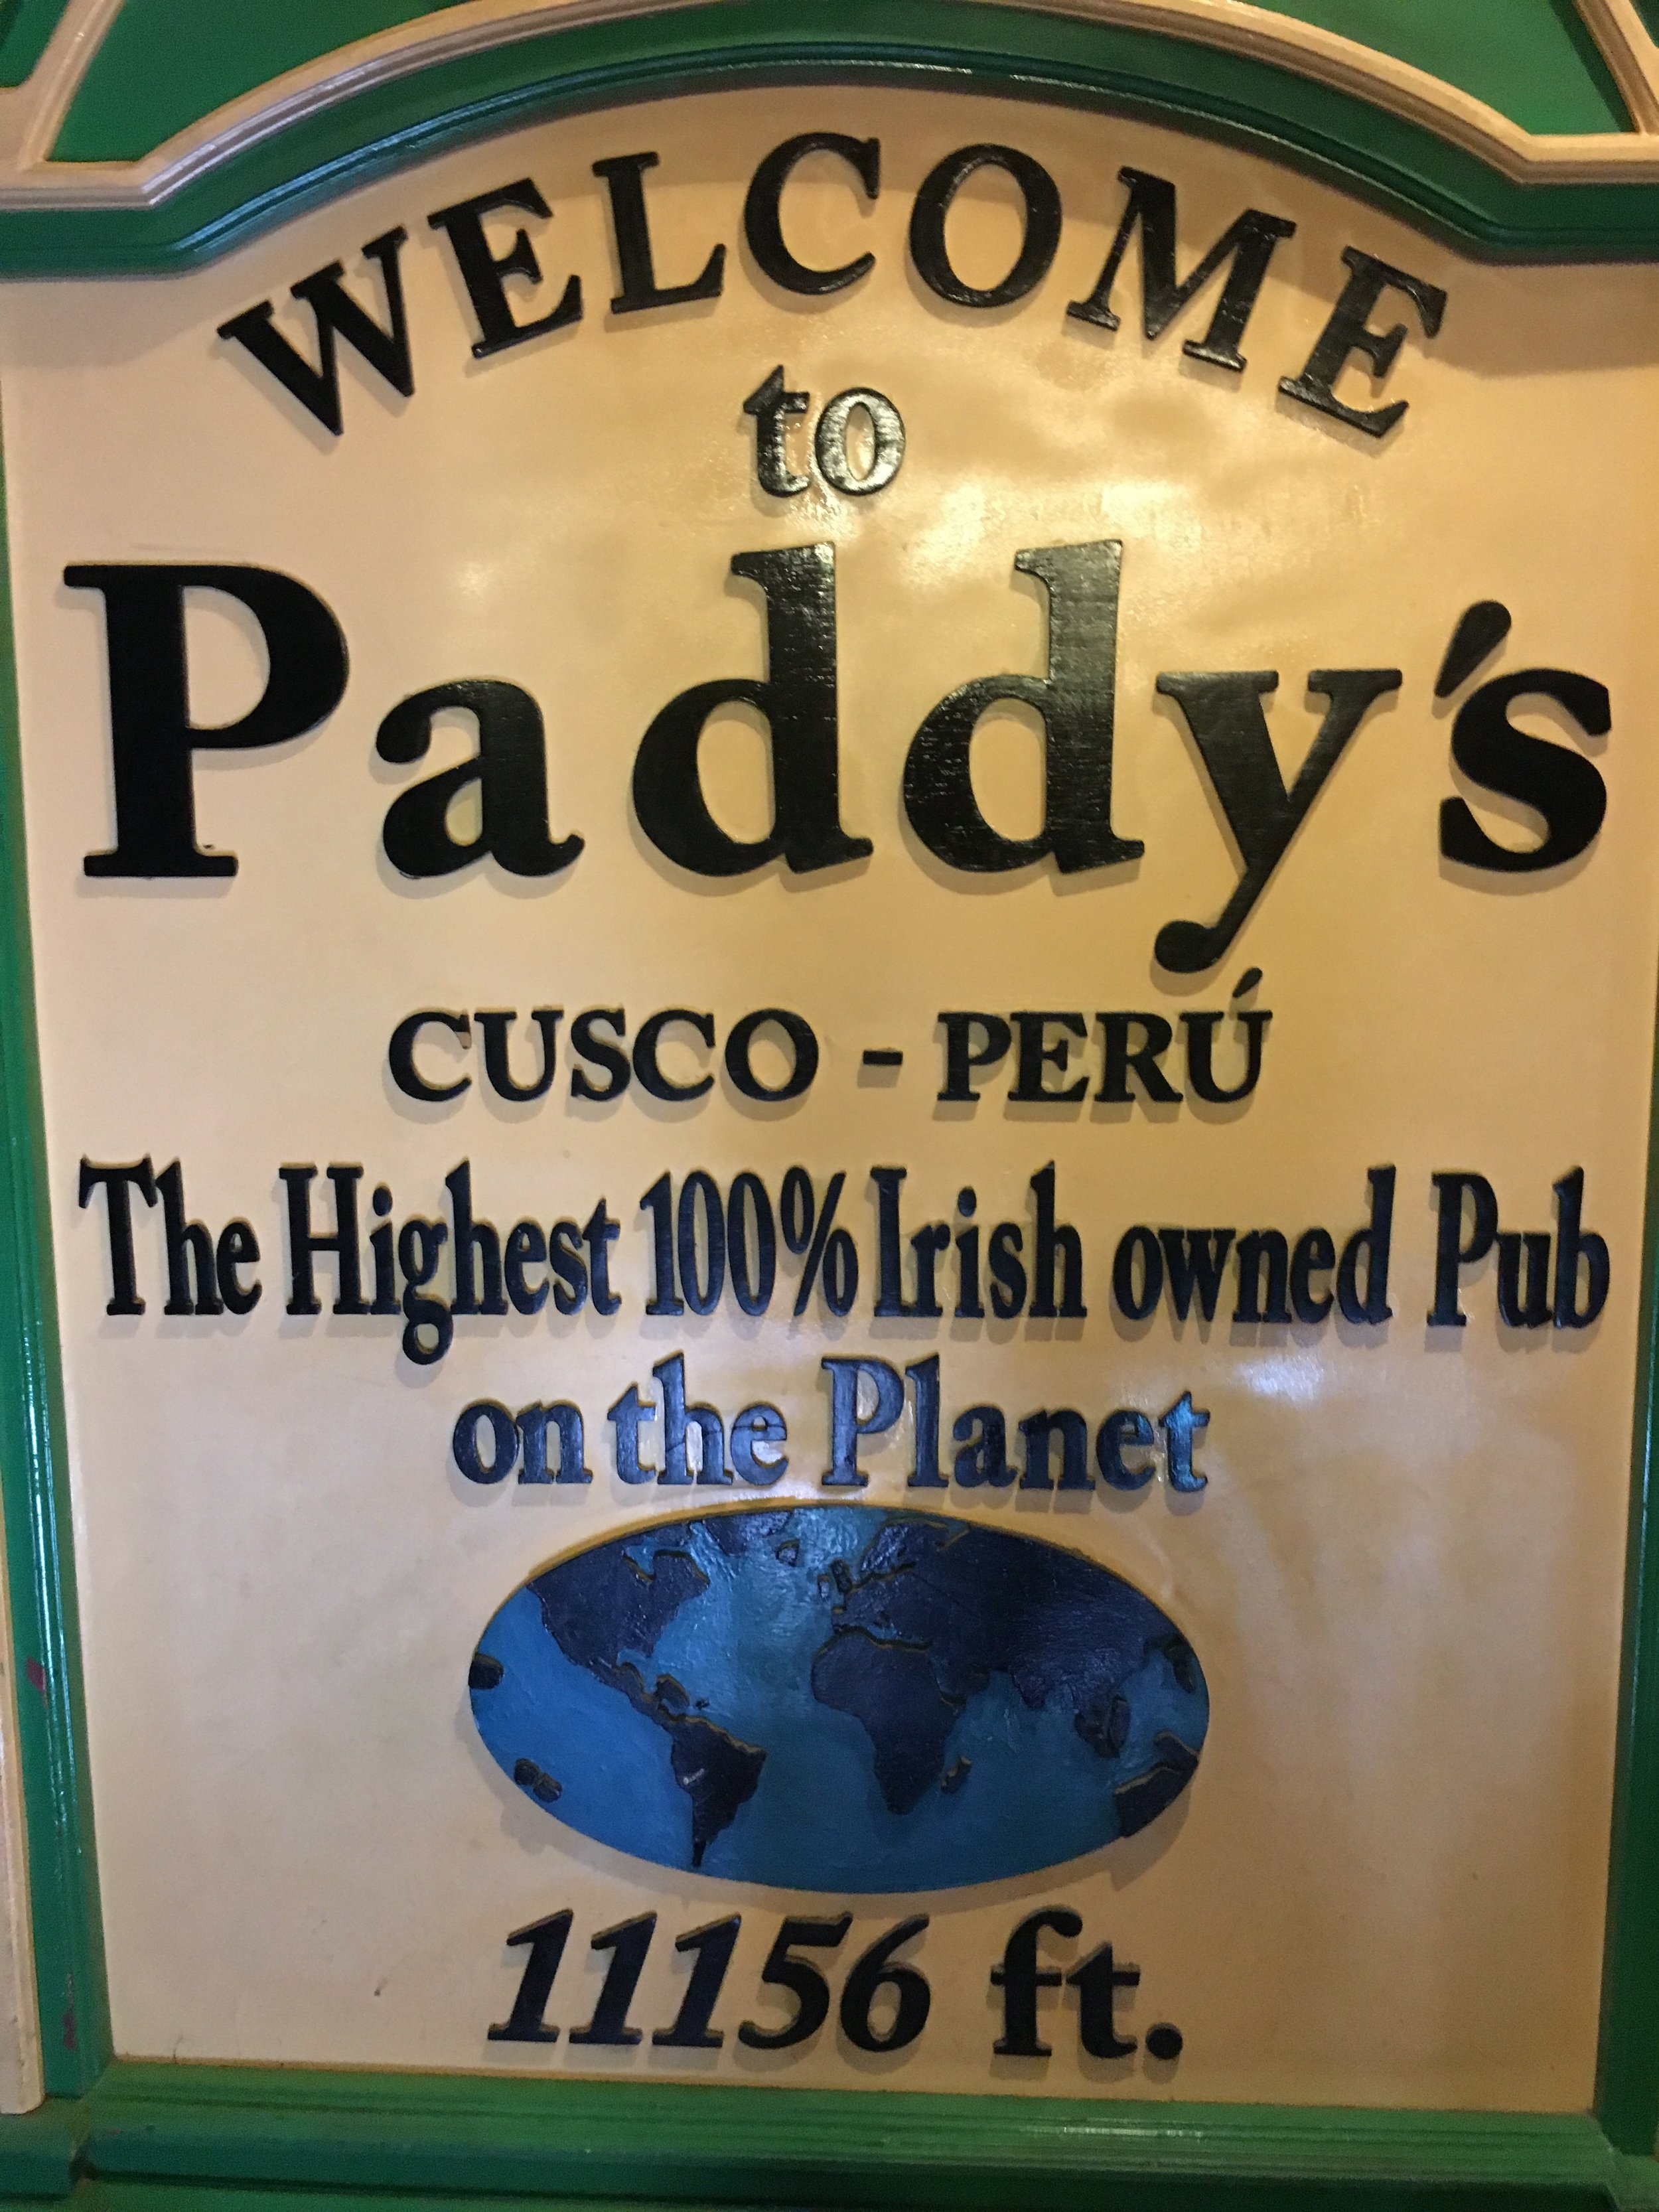 WELCOME
to
Paddy's
CUSCO - PERÚ
The Highest 100% Irish owned Pub
on the Planet
11156 ft.